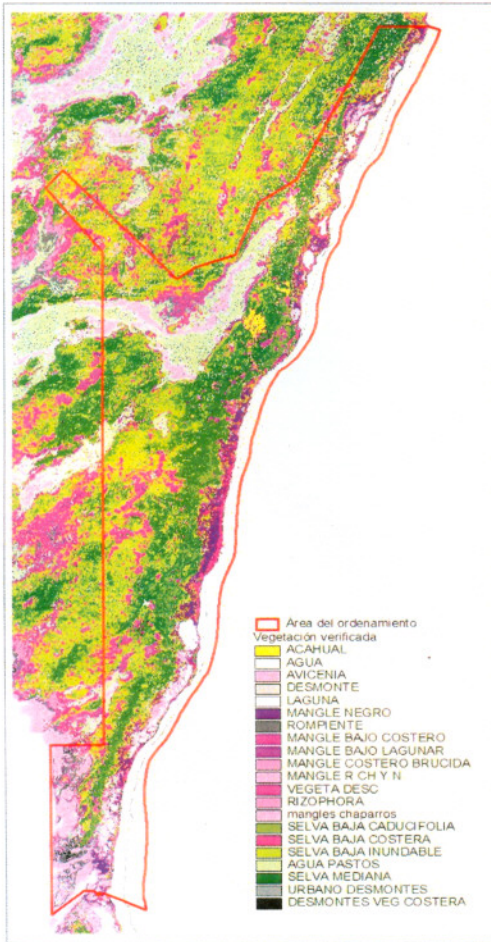 Área del ordenamiento
Vegetación verificada
ACAHUAL
AGUA
AVICENIA
DESMONTE
LAGUNA
MANGLE NEGRO
ROMPIENTE
MANGLE BAJO COSTERO
MANGLE BAJO LAGUNAR
MANGLE COSTERO BRUCIDA
MANGLE R CH Y N
VEGETA DESC
RIZOPHORA
mangles chaparros
SELVA BAJA CADUCIFOLIA
SELVA BAJA COSTERA
SELVA BAJA INUNDABLE
AGUA PASTOS
SELVA MEDIANA
URBANO DESMONTES
DESMONTES VEG COSTERA